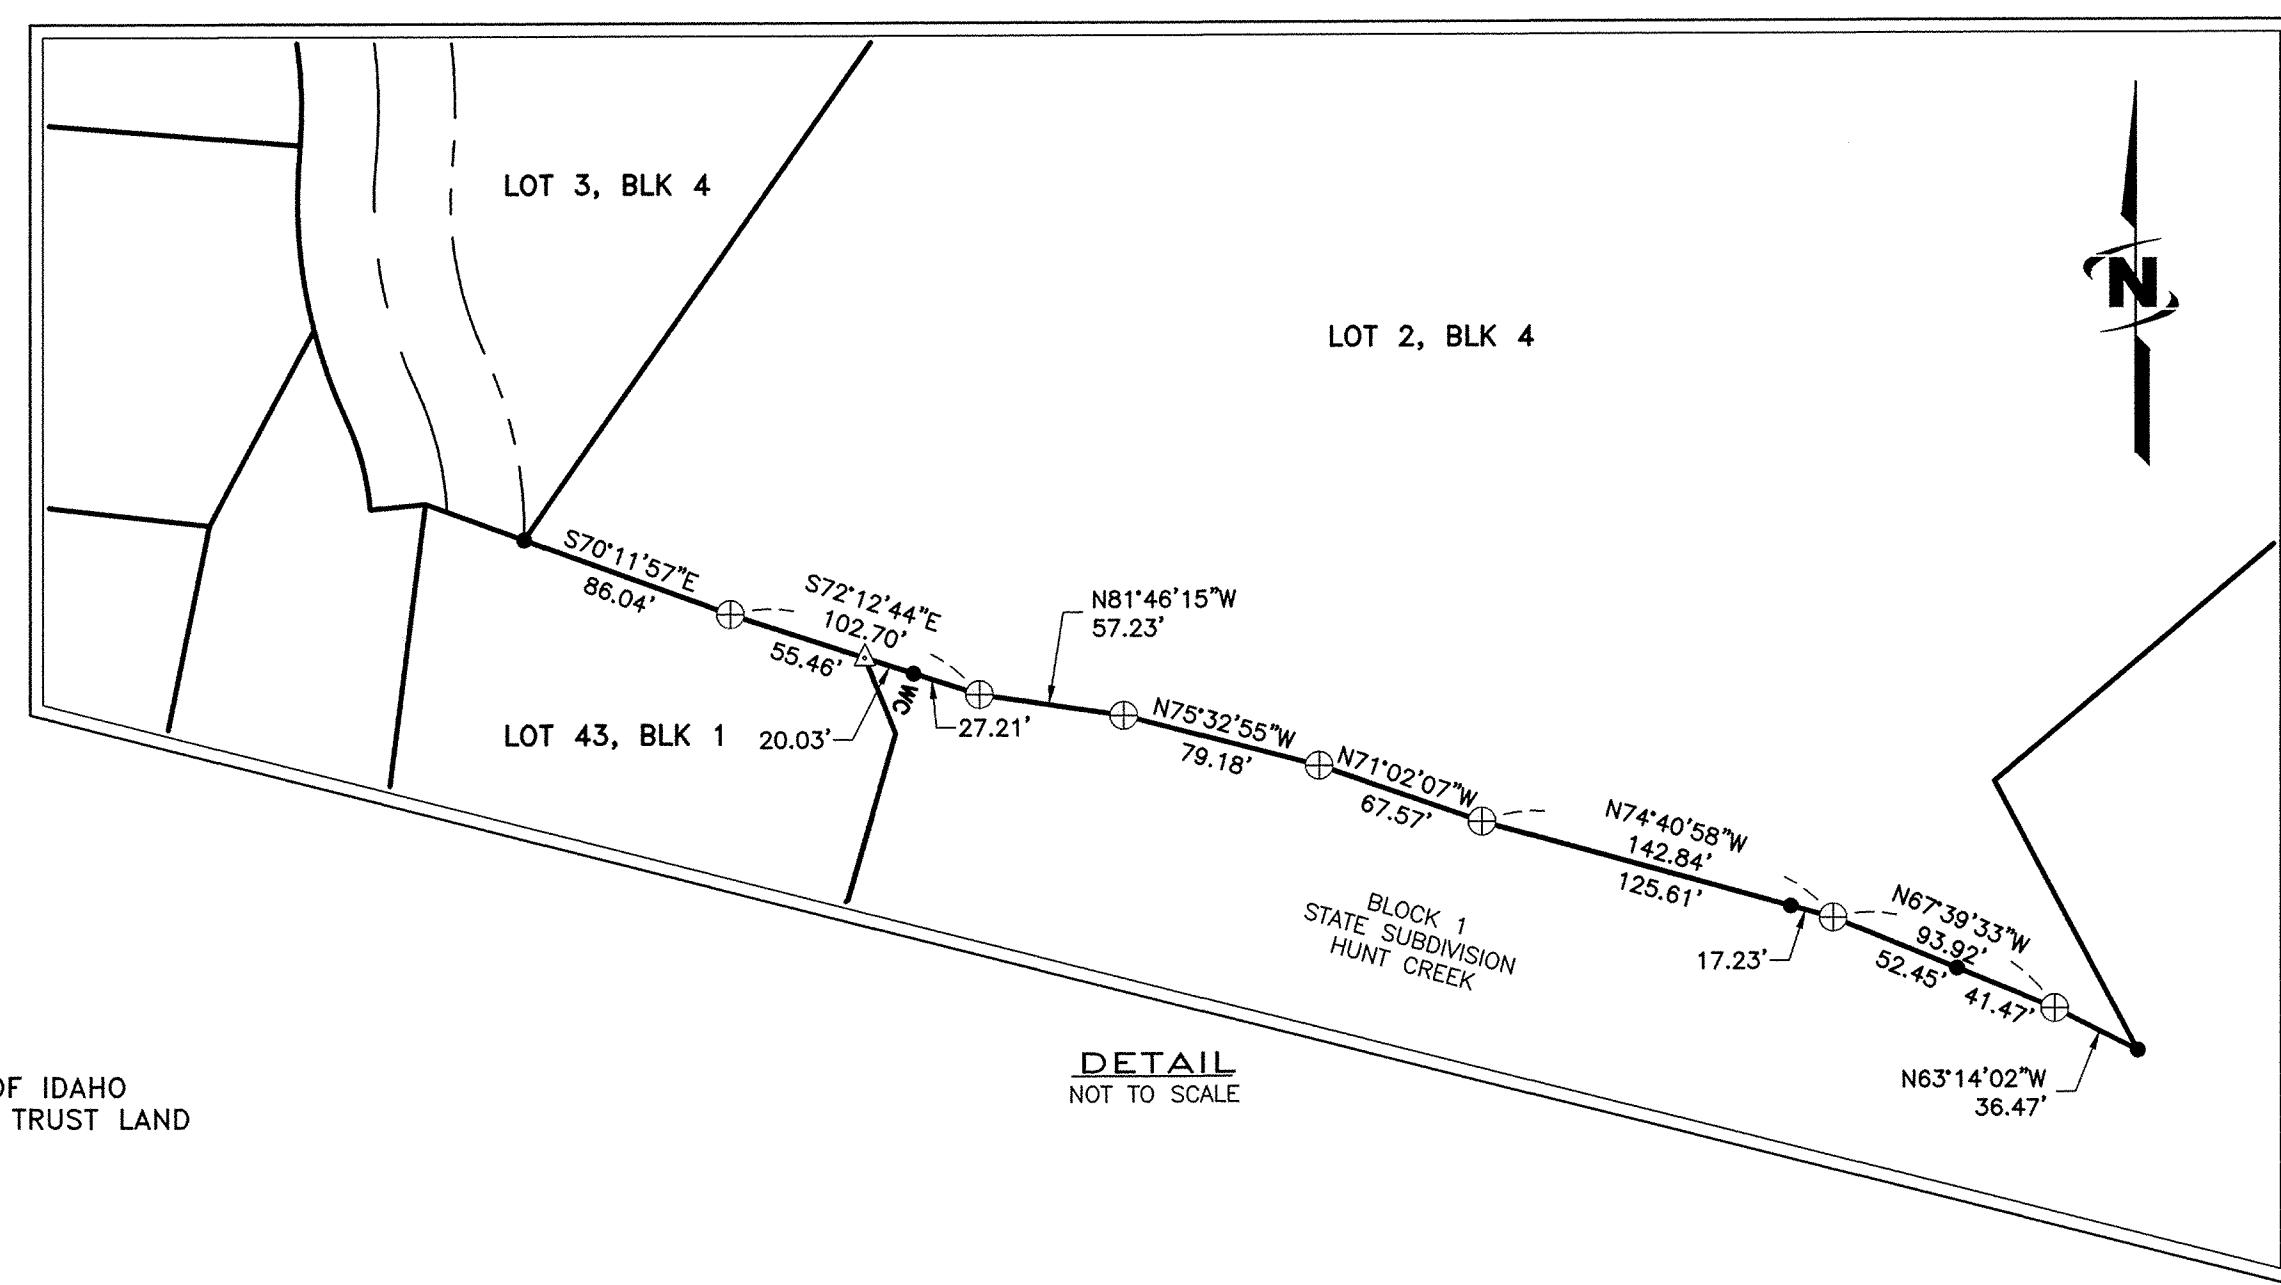 LOT 3, BLK 4
LOT 2, BLK 4
N
S70°11'57"E
86.04'
S72°12'44"E
102.70'
55.46'
N81°46'15"W
57.23'
WC
20.03'
27.21'
LOT 43, BLK 1
N75°32'55"W
79.18'
N71°02'07"W
67.57'
N74°40'58"W
142.84'
125.61'
17.23'
N67°39'33"W
93.92'
52.45'
41.47'
N63°14'02"W
36.47'
BLOCK 1
STATE SUBDIVISION
HUNT CREEK
DETAIL
NOT TO SCALE
OF IDAHO
TRUST LAND